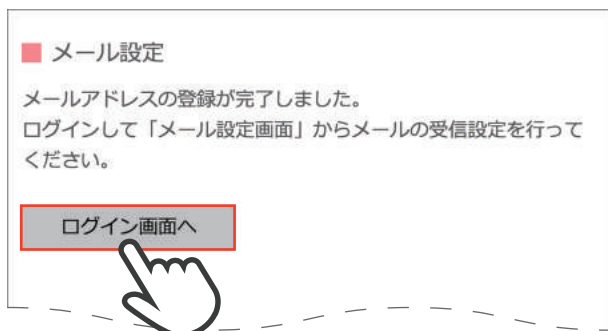 メール設定
メールアドレスの登録が完了しました。
ログインして「メール設定画面」からメールの受信設定を行って
ください。
ログイン画面へ